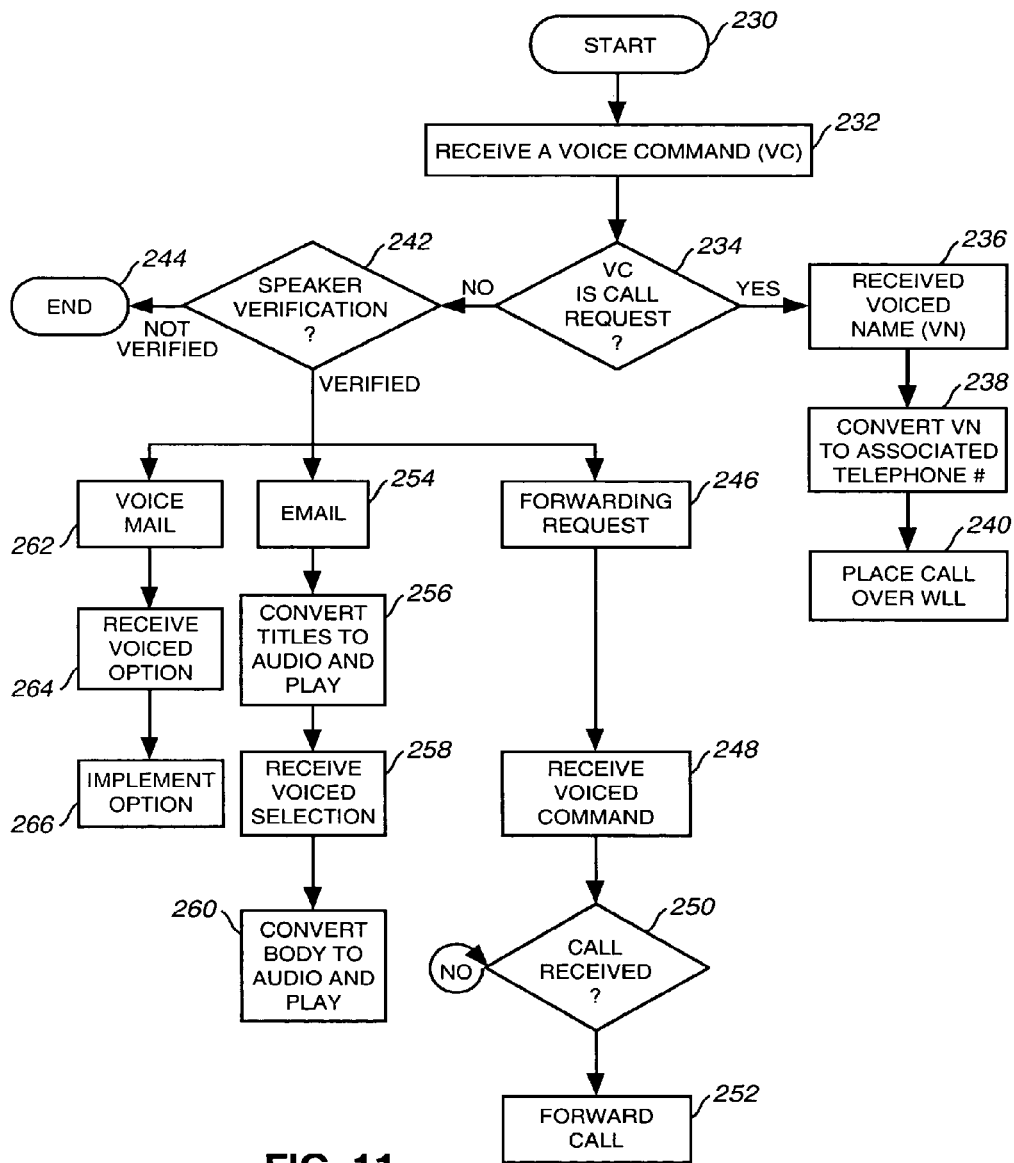 START
230
RECEIVE A VOICE COMMAND (VC)
232
242
SPEAKER
VERIFICATION
?
234
VC
IS CALL
REQUEST
?
236
RECEIVED
VOICED
NAME (VN)
244
END
NOT
VERIFIED
NO
YES
VERIFIED
238
CONVERT VN
TO ASSOCIATED
TELEPHONE #
240
PLACE CALL
OVER WLL
VOICE
MAIL
262
254
EMAIL
246
FORWARDING
REQUEST
RECEIVE
VOICED
OPTION
264
256
CONVERT
TITLES TO
AUDIO AND
PLAY
IMPLEMENT
OPTION
266
258
RECEIVE
VOICED
SELECTION
248
RECEIVE
VOICED
COMMAND
260
CONVERT
BODY TO
AUDIO AND
PLAY
250
CALL
RECEIVED
?
NO
252
FORWARD
CALL
FIG. 11